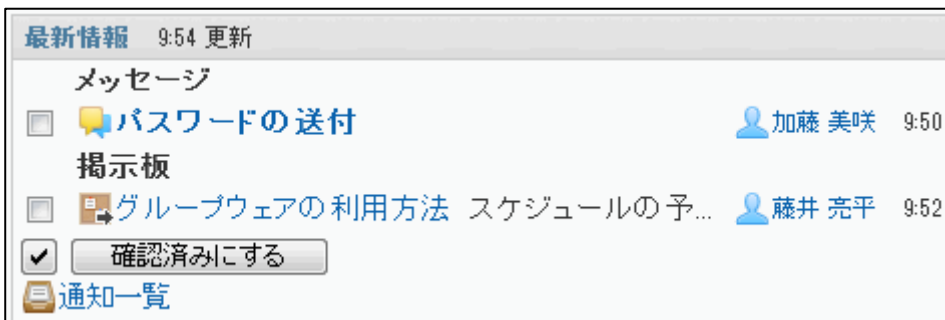 最新情報 9:54 更新
メッセージ
パスワードの送付 加藤 美咲 9:50
掲示板
グループウェアの利用方法 スケジュールの予... 藤井 亮平 9:52
確認済みにする
通知一覧